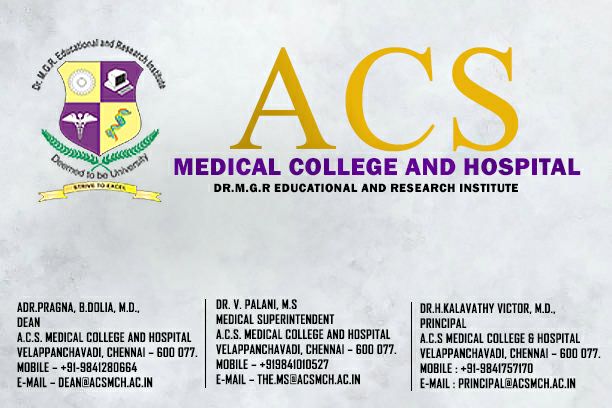 Dr. M.G.R. Educational and Research Institute
Deemed to be University
STRIVE TO EXCEL
ACS
MEDICAL COLLEGE AND HOSPITAL
DR.M.G.R EDUCATIONAL AND RESEARCH INSTITUTE
ADR.PRAGNA, B.DOLIA, M.D.,
DEAN
A.C.S. MEDICAL COLLEGE AND HOSPITAL
VELAPPANCHAVADI, CHENNAI – 600 077.
MOBILE – +91-9841280664
E-MAIL – DEAN@ACSMCH.AC.IN
DR. V. PALANI, M.S
MEDICAL SUPERINTENDENT
A.C.S. MEDICAL COLLEGE AND HOSPITAL
VELAPPANCHAVADI, CHENNAI – 600 077.
MOBILE – +919841010527
E-MAIL – THE.MS@ACSMCH.AC.IN
DR.H.KALAVATHY VICTOR, M.D.,
PRINCIPAL
A.C.S MEDICAL COLLEGE & HOSPITAL
VELAPPANCHAVADI, CHENNAI – 600 077.
MOBILE : +91-9841757170
E-MAIL : PRINCIPAL@ACSMCH.AC.IN